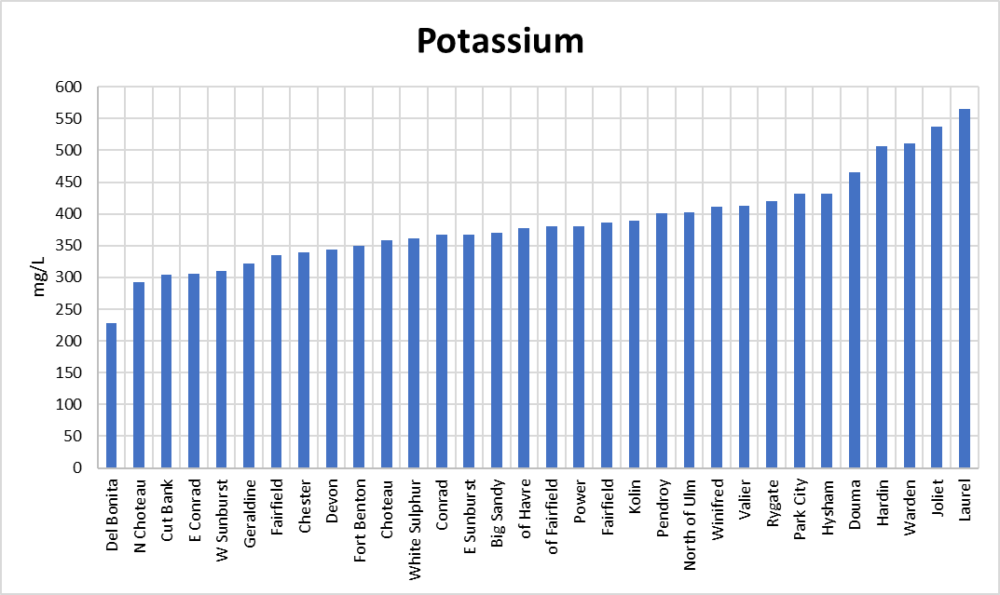 Potassium
600
550
500
450
400
350
300
250
200
150
100
50
0
mg/L
Del Bonita
N Choteau
Cut Bank
E Conrad
W Sunburst
Geraldine
Fairfield
Chester
Devon
Fort Benton
Choteau
White Sulphur
Conrad
E Sunburst
Big Sandy
of Havre
of Fairfield
Power
Fairfield
Kolin
Pendroy
North of Ulm
Winifred
Valier
Rygate
Park City
Hysham
Douma
Hardin
Warden
Joliet
Laurel